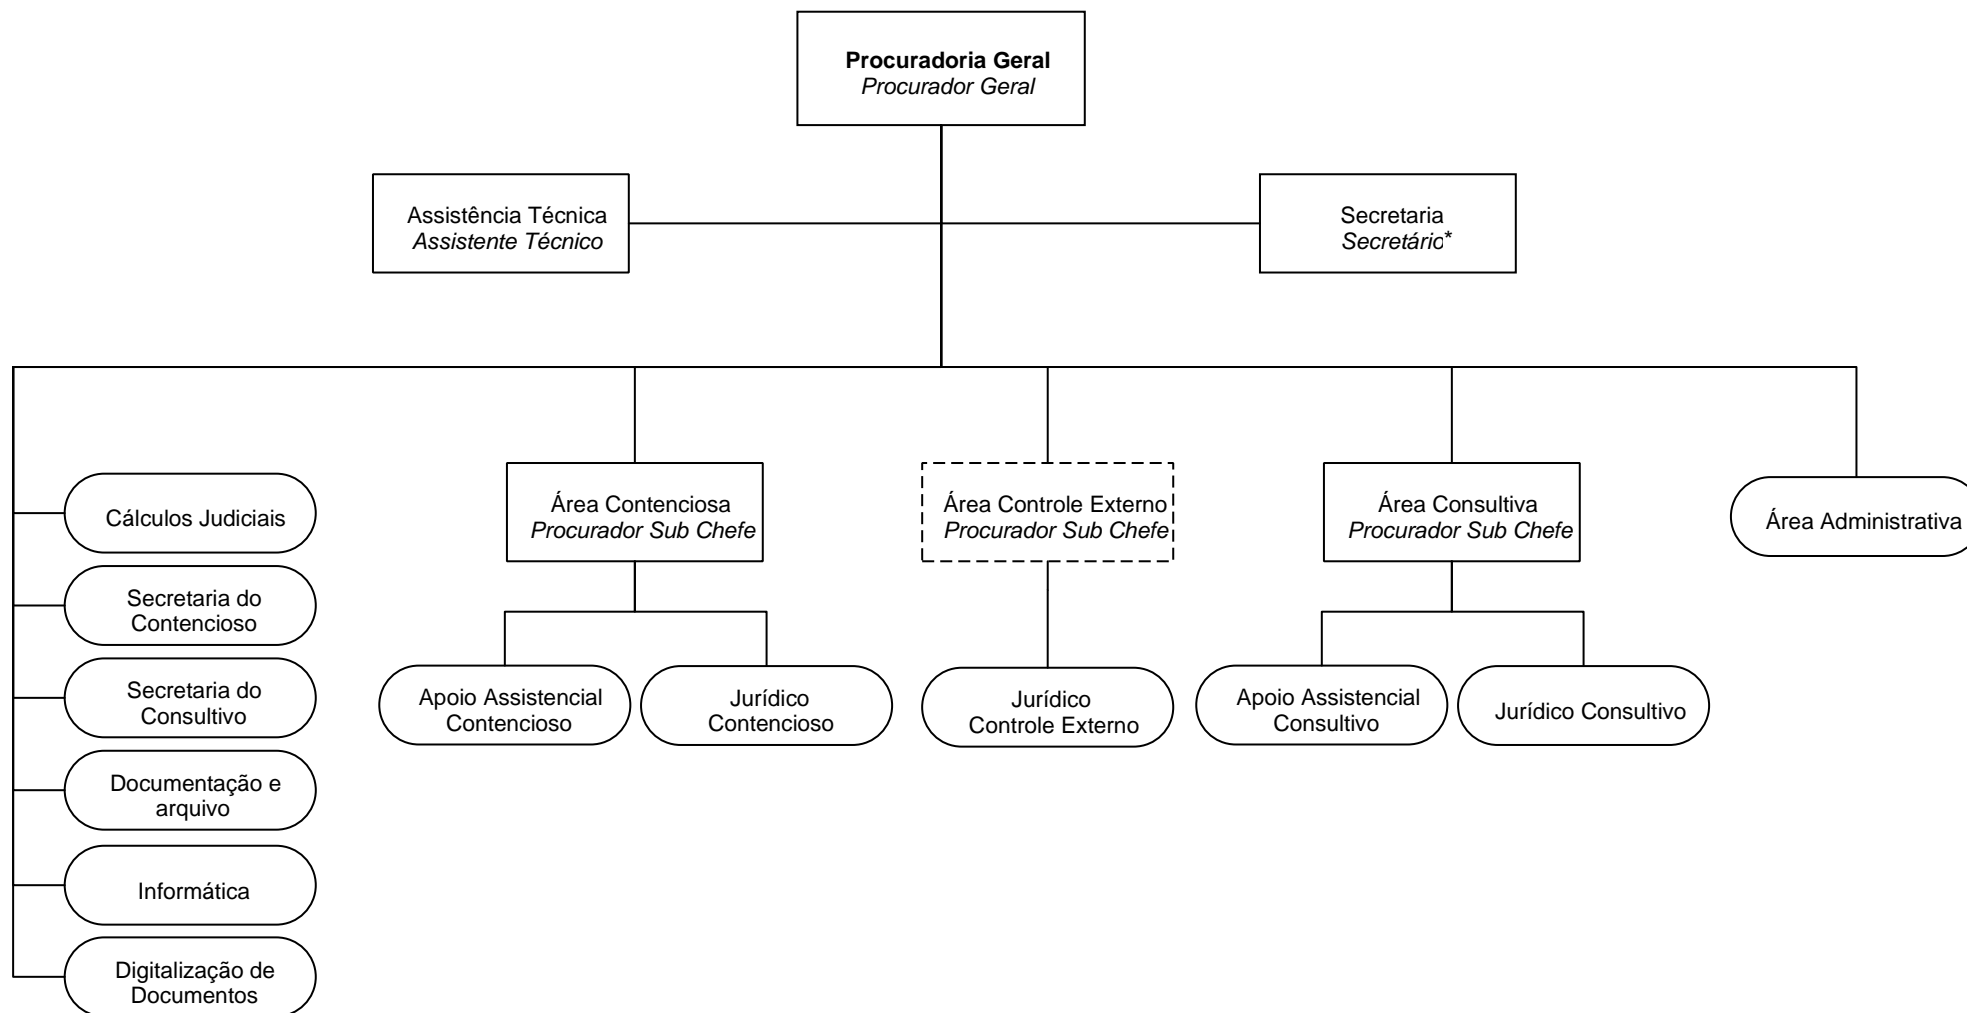 Procuradoria Geral
Procurador Geral
Assistência Técnica
Assistente Técnico
Secretaria
Secretário*
Cálculos Judiciais
Secretaria do
Contencioso
Secretaria do
Consultivo
Documentação e
arquivo
Informática
Digitalização de
Documentos
Área Contenciosa
Procurador Sub Chefe
Apoio Assistencial
Contencioso
Jurídico
Contencioso
Área Controle Externo
Procurador Sub Chefe
Jurídico
Controle Externo
Área Consultiva
Procurador Sub Chefe
Apoio Assistencial
Consultivo
Jurídico Consultivo
Área Administrativa